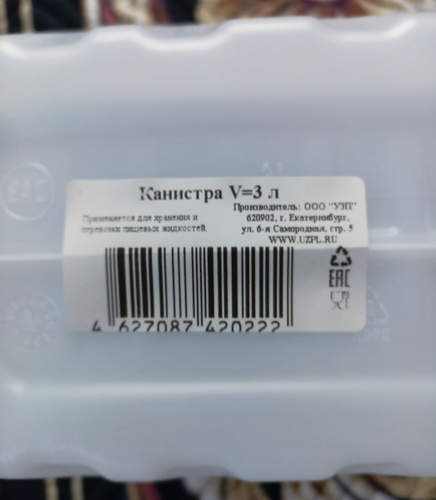 Канистра V=3 л
Применяется для хранения и
перевозки пищевых жидкостей.
Производитель: ООО "УЗП"
620902, г. Екатеринбург,
ул. 6-я Самородная, стр. 5
WWW.UZPL.RU
EAC
4 627087 420222